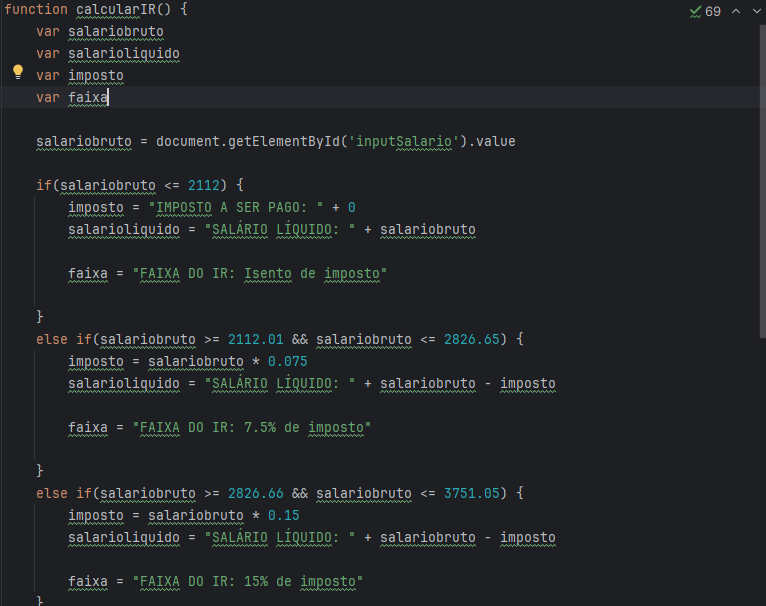 function calcularIR() {
69
var salariobruto
var salarioliquido
var imposto
var faixa
salariobruto = document.getElementById('inputSalario').value
if(salariobruto <= 2112) {
imposto = "IMPOSTO A SER PAGO: " + 0
salarioliquido = "SALÁRIO LÍQUIDO: " + salariobruto
faixa = "FAIXA DO IR: Isento de imposto"
}
else if(salariobruto >= 2112.01 && salariobruto <= 2826.65) {
imposto = salariobruto * 0.075
salarioliquido = "SALÁRIO LÍQUIDO: " + salariobruto - imposto
faixa = "FAIXA DO IR: 7.5% de imposto"
}
else if(salariobruto >= 2826.66 && salariobruto <= 3751.05) {
imposto = salariobruto * 0.15
salarioliquido = "SALÁRIO LÍQUIDO: " + salariobruto - imposto
faixa = "FAIXA DO IR: 15% de imposto"
}